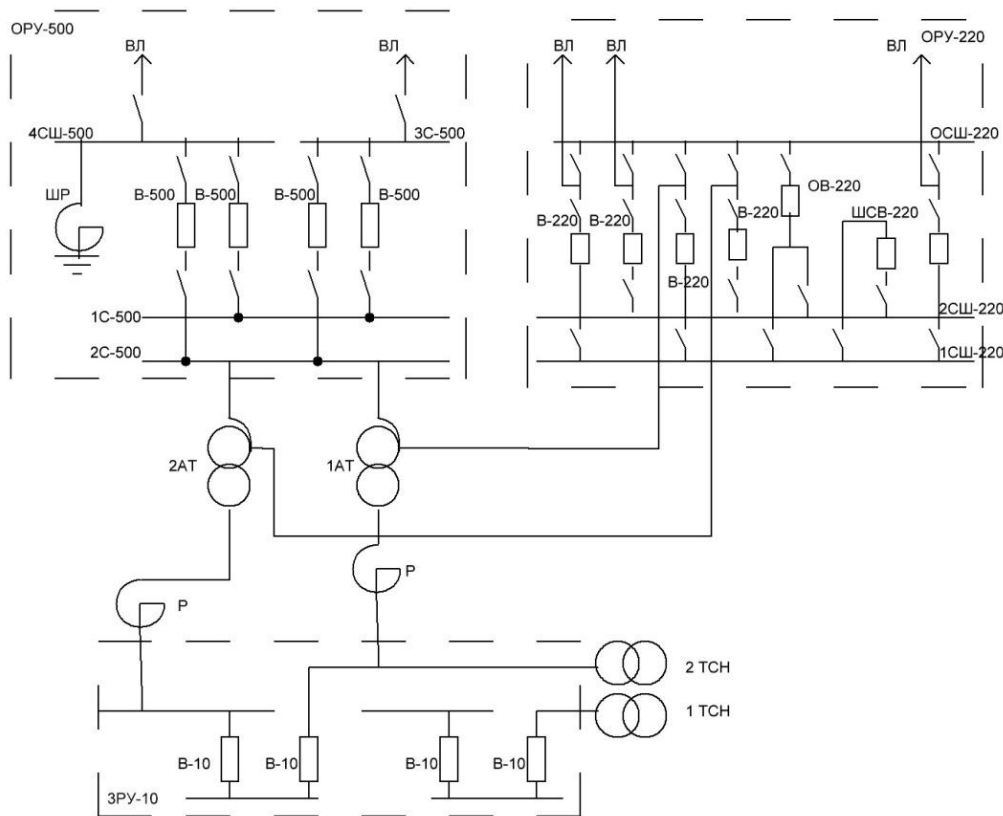 ОРУ-500
ОРУ-220
ВЛ
ВЛ
ВЛ
ВЛ
ВЛ
4СШ-500
3С-500
ОСШ-220
ШР
В-500
В-500
В-500
В-500
ОВ-220
В-220
В-220
В-220
ШСВ-220
В-220
1С-500
2СШ-220
2С-500
1СШ-220
2АТ
1АТ
Р
Р
2 ТСН
1 ТСН
В-10
В-10
В-10
В-10
ЗРУ-10